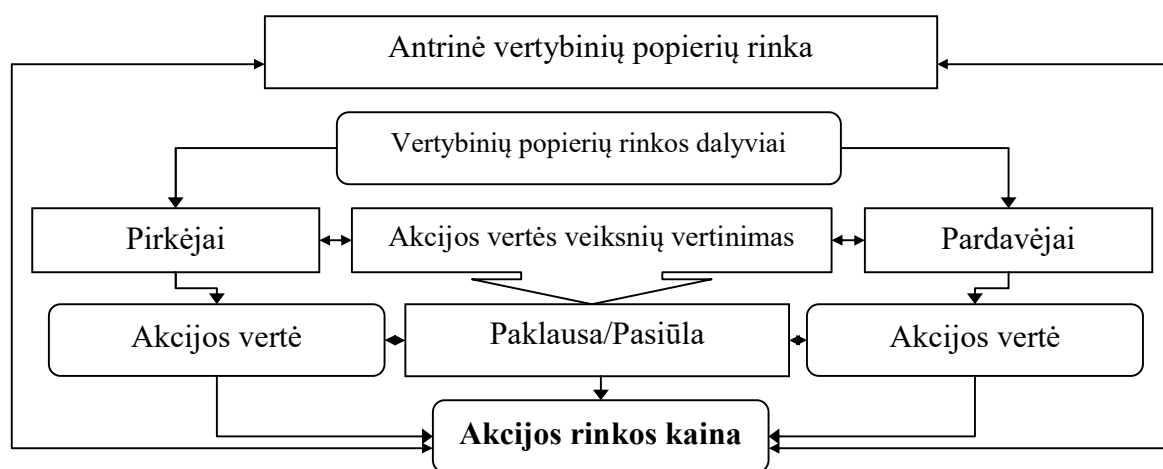 Antrinė vertybinių popierių rinka
Vertybinių popierių rinkos dalyviai
Pirkėjai
Akcijos vertės veiksnių vertinimas
Pardavėjai
Akcijos vertė
Paklausa/Pasiūla
Akcijos vertė
Akcijos rinkos kaina